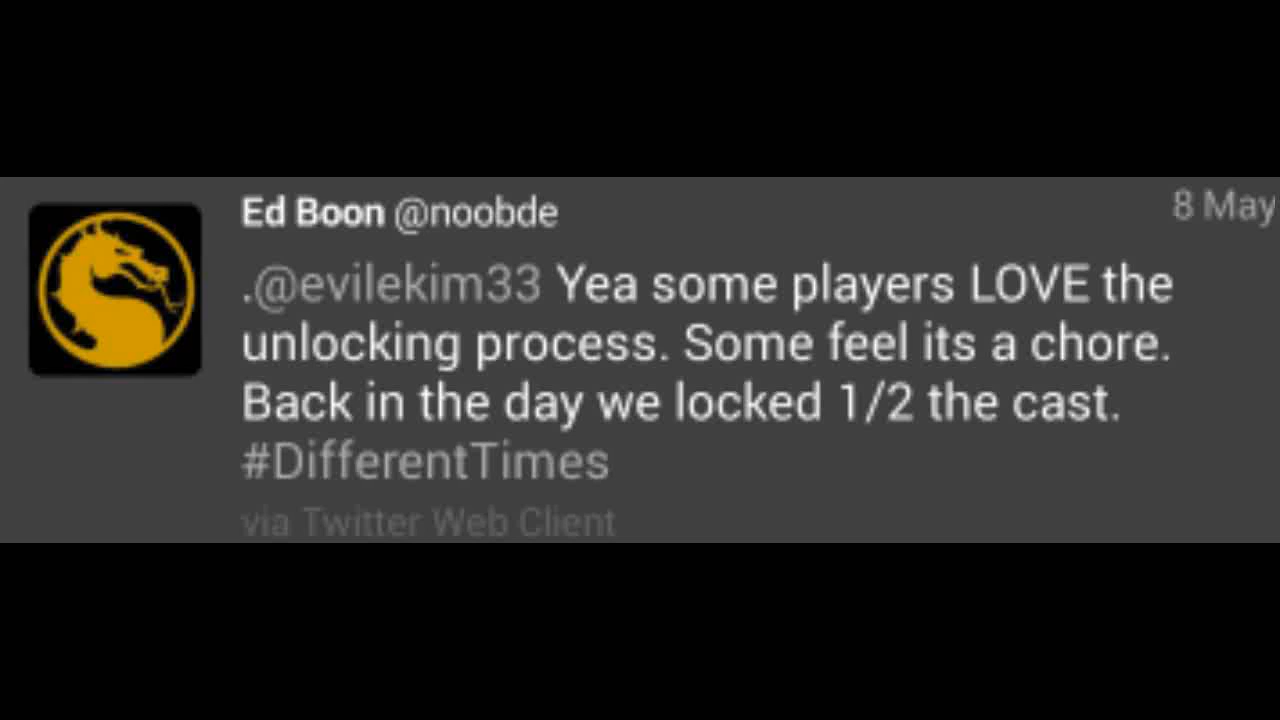 Ed Boon @noobde
8 May
.@evilekim33 Yea some players LOVE the
unlocking process. Some feel its a chore.
Back in the day we locked 1/2 the cast.
#DifferentTimes
via Twitter Web Client